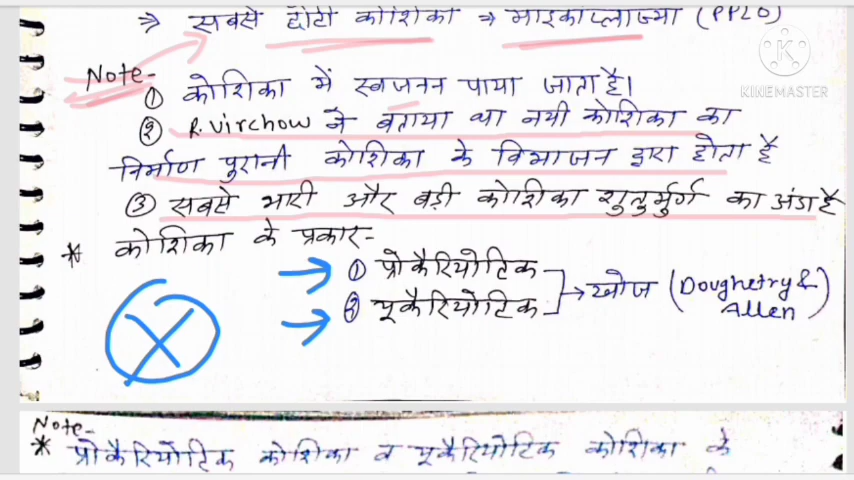 ⇒ सबसे छोटी कोशिका ⇒ माइकोप्लाज्मा (PPLO)
KINEMASTER
Note-
① कोशिका में स्वजनन पाया जाता है।
② R. Virchow ने बताया था नयी कोशिका का
निर्माण पुरानी कोशिका के विभाजन द्वारा होता है
③ सबसे भारी और बड़ी कोशिका शुतुर्मुर्ग का अंडा है
* कोशिका के प्रकार-
① प्रोकैरियोटिक
② यूकैरियोटिक → खोज (Doughetry & Allen)
Note-
* प्रोकैरियोटिक कोशिका व यूकैरियोटिक कोशिका के